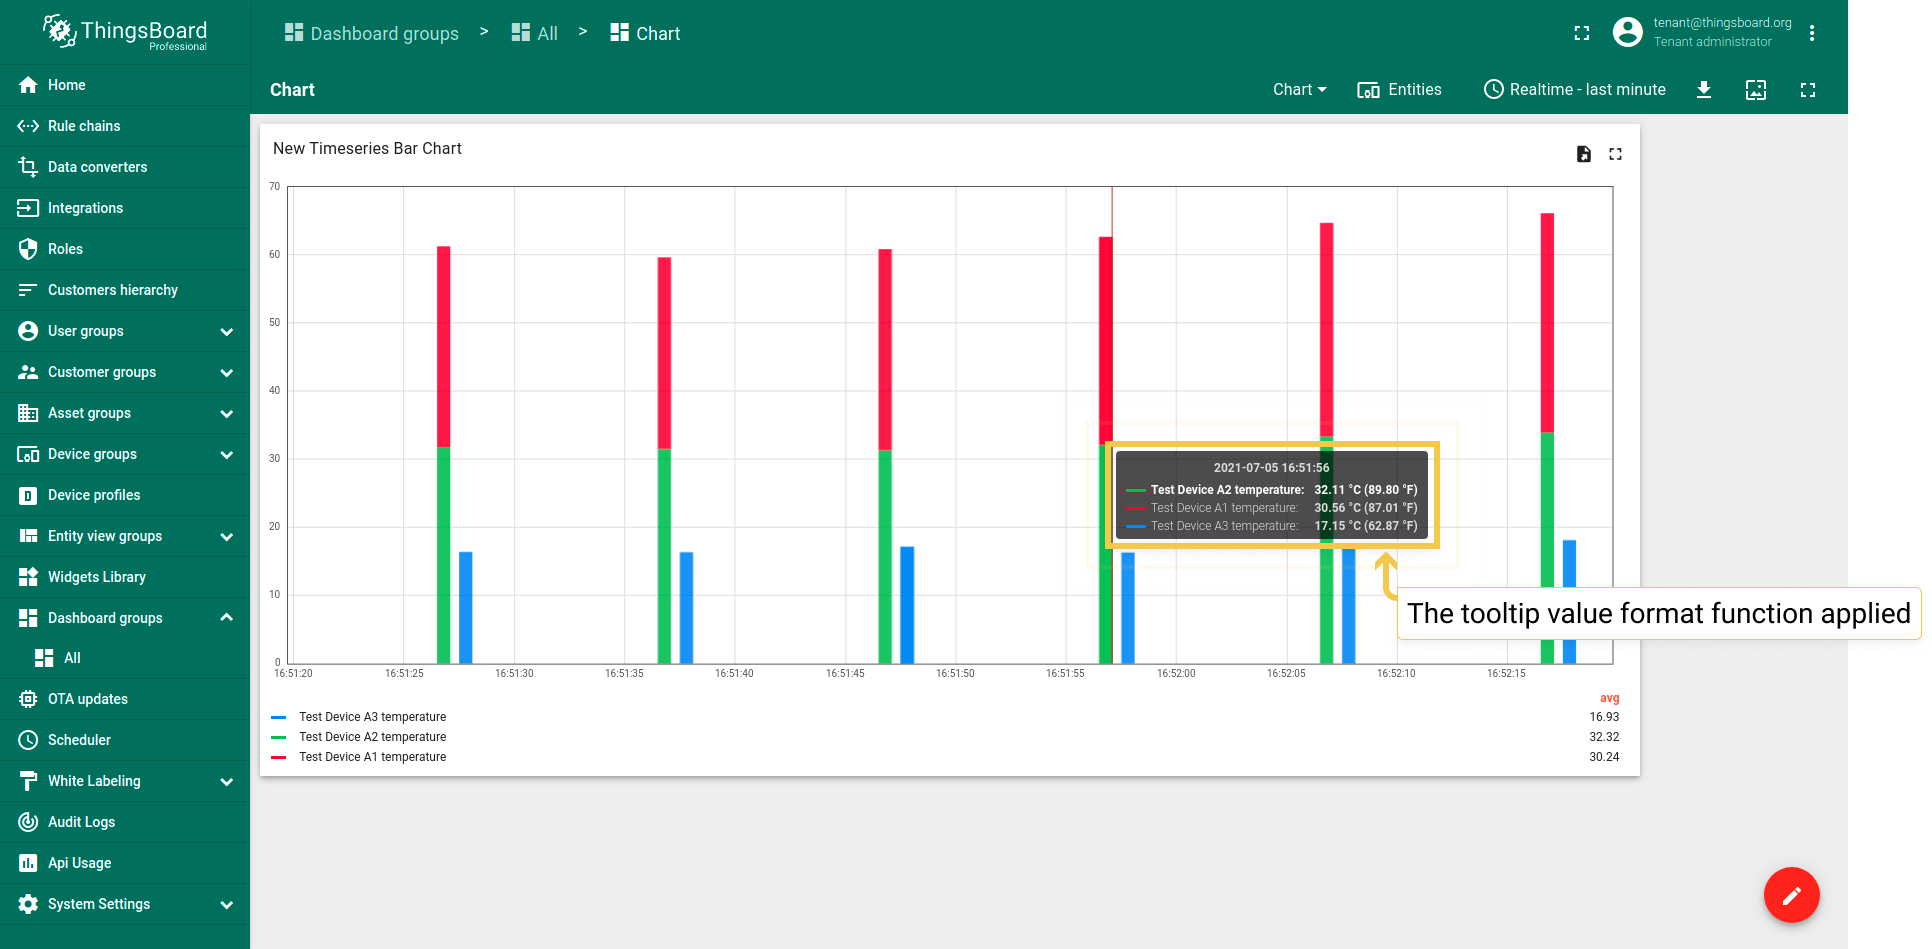 ThingsBoard
Professional
Dashboard groups > All > Chart
tenant@thingsboard.org
Tenant administrator
Home
Rule chains
Data converters
Integrations
Roles
Customers hierarchy
User groups
Customer groups
Asset groups
Device groups
Device profiles
Entity view groups
Widgets Library
Dashboard groups
All
OTA updates
Scheduler
White Labeling
Audit Logs
Api Usage
System Settings
Chart
Chart Entities Realtime - last minute
New Timeseries Bar Chart
70
60
50
40
30
20
10
0
16:51:20 16:51:25 16:51:30 16:51:35 16:51:40 16:51:45 16:51:50 16:51:55 16:52:00 16:52:05 16:52:10 16:52:15
2021-07-05 16:51:56
Test Device A2 temperature: 32.11 °C (89.80 °F)
Test Device A1 temperature: 30.56 °C (87.01 °F)
Test Device A3 temperature: 17.15 °C (62.87 °F)
The tooltip value format function applied
avg
Test Device A3 temperature 16.93
Test Device A2 temperature 32.32
Test Device A1 temperature 30.24